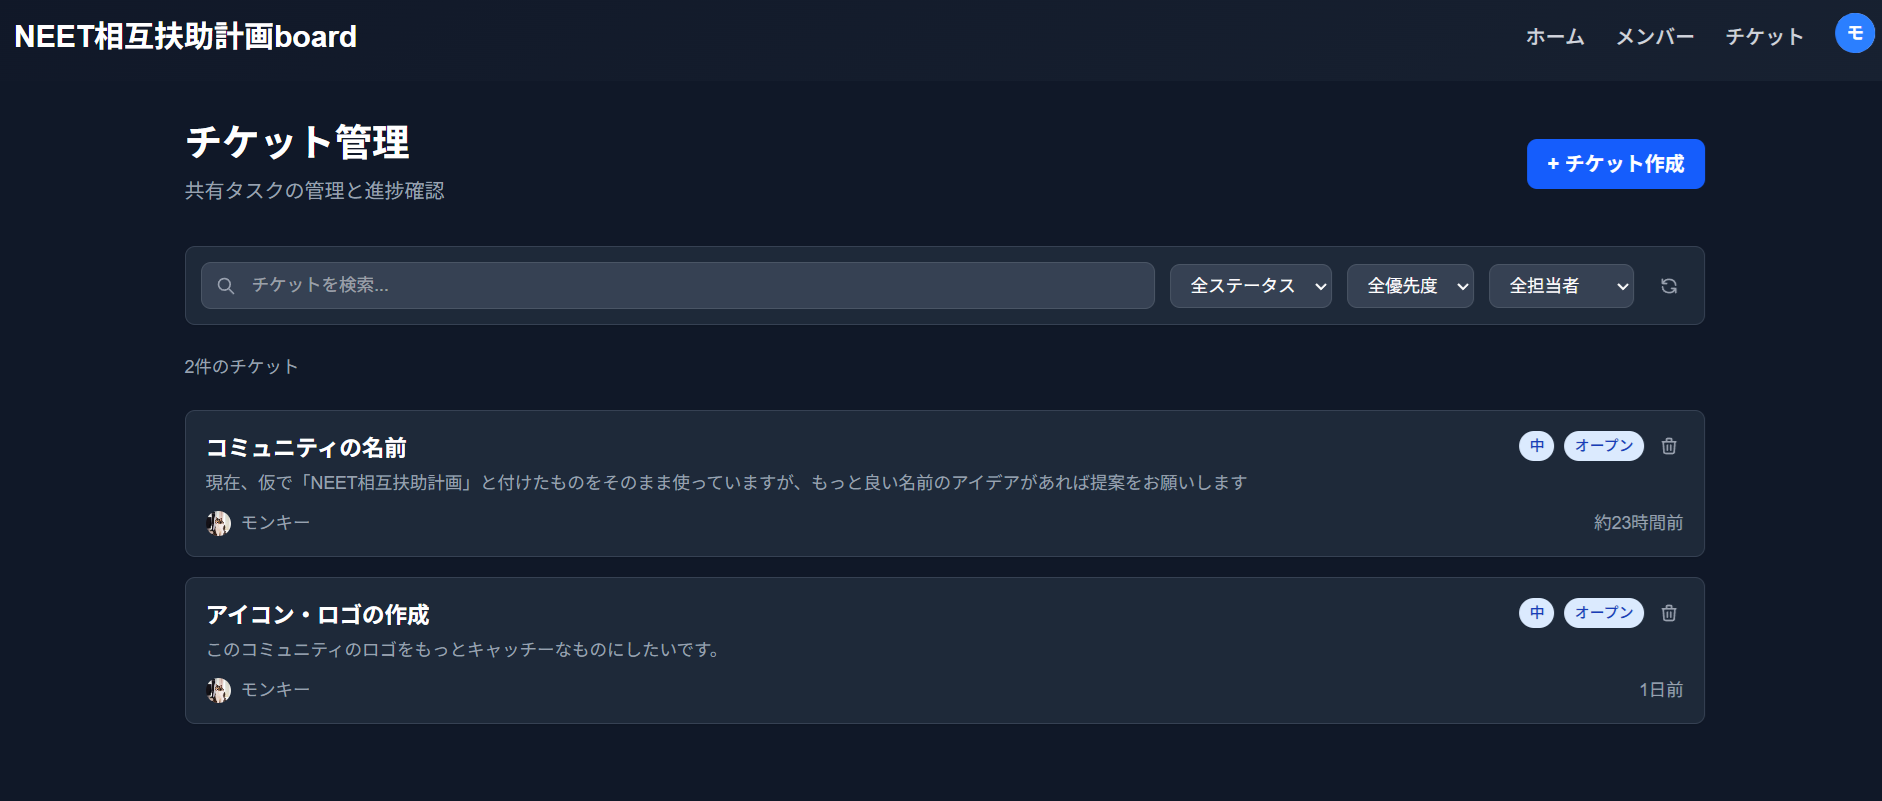 NEET相互扶助計画board
ホーム メンバー チケット モ
チケット管理
共有タスクの管理と進捗確認
+ チケット作成
チケットを検索... 全ステータス 全優先度 全担当者
2件のチケット
コミュニティの名前 中 オープン
現在、仮で「NEET相互扶助計画」と付けたものをそのまま使っていますが、もっと良い名前のアイデアがあれば提案をお願いします
モンキー 約23時間前
アイコン・ロゴの作成 中 オープン
このコミュニティのロゴをもっとキャッチーなものにしたいです。
モンキー 1日前